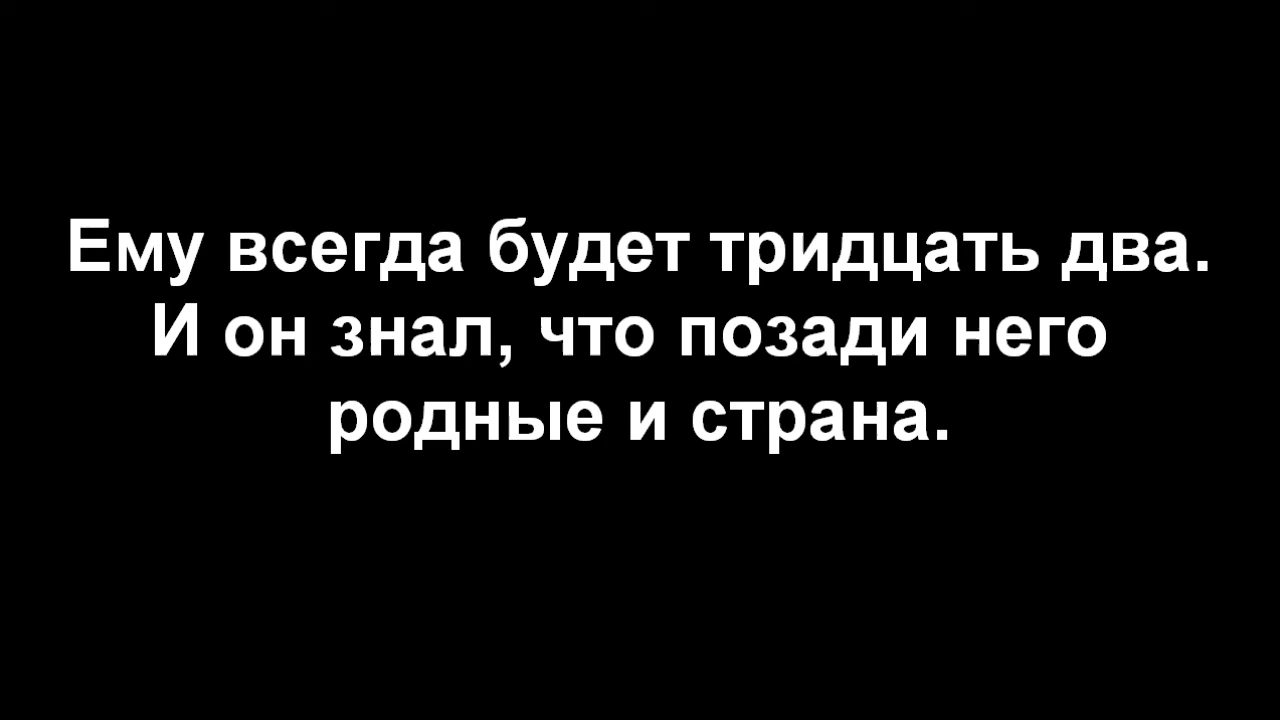 Ему всегда будет тридцать два.
И он знал, что позади него
родные и страна.